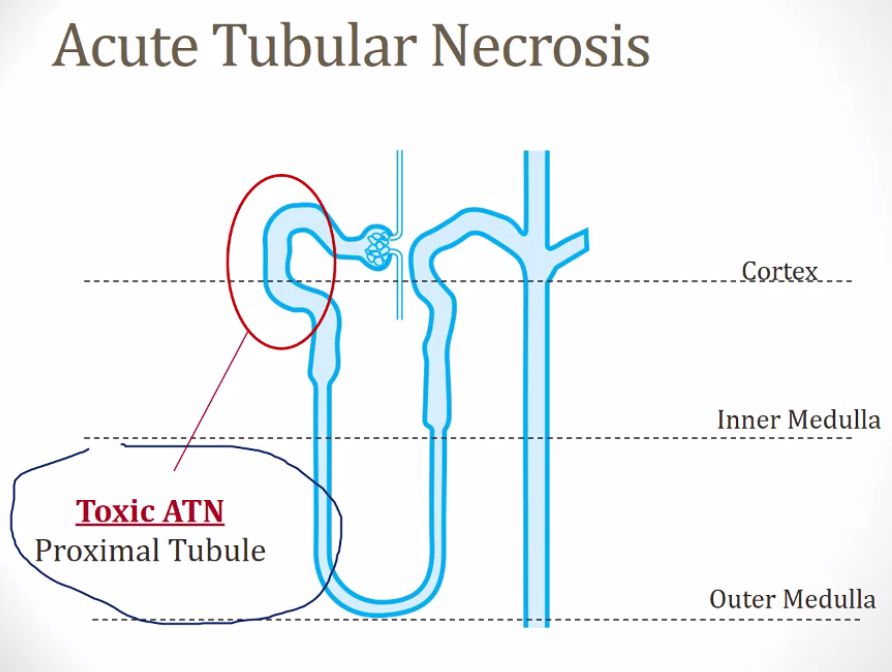 Acute Tubular Necrosis
Cortex
Inner Medulla
Toxic ATN
Proximal Tubule
Outer Medulla